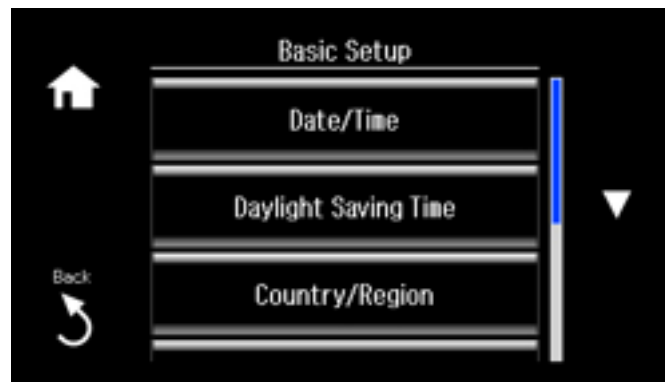 Basic Setup
Date/Time
Daylight Saving Time
Back
Country/Region